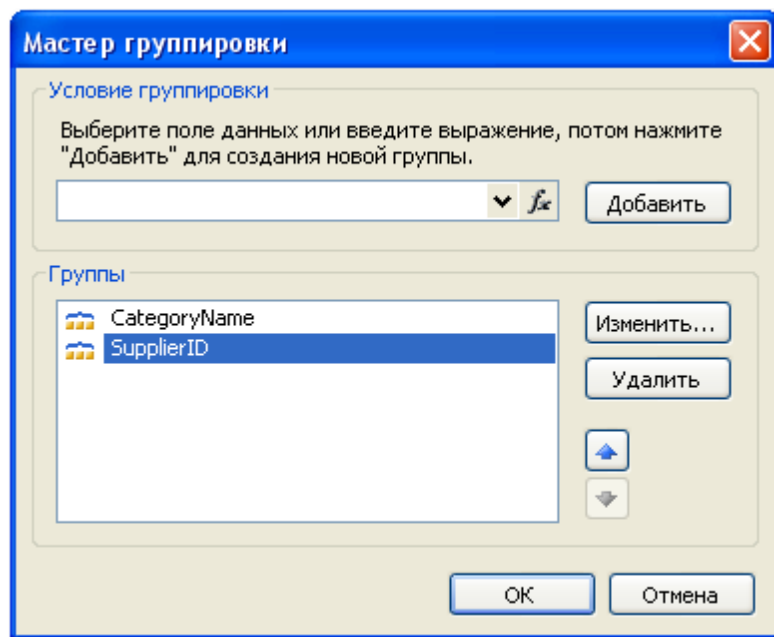 Мастер группировки
Условие группировки
Выберите поле данных или введите выражение, потом нажмите
"Добавить" для создания новой группы.
fx
Добавить
Группы
CategoryName
SupplierID
Изменить...
Удалить
OK
Отмена